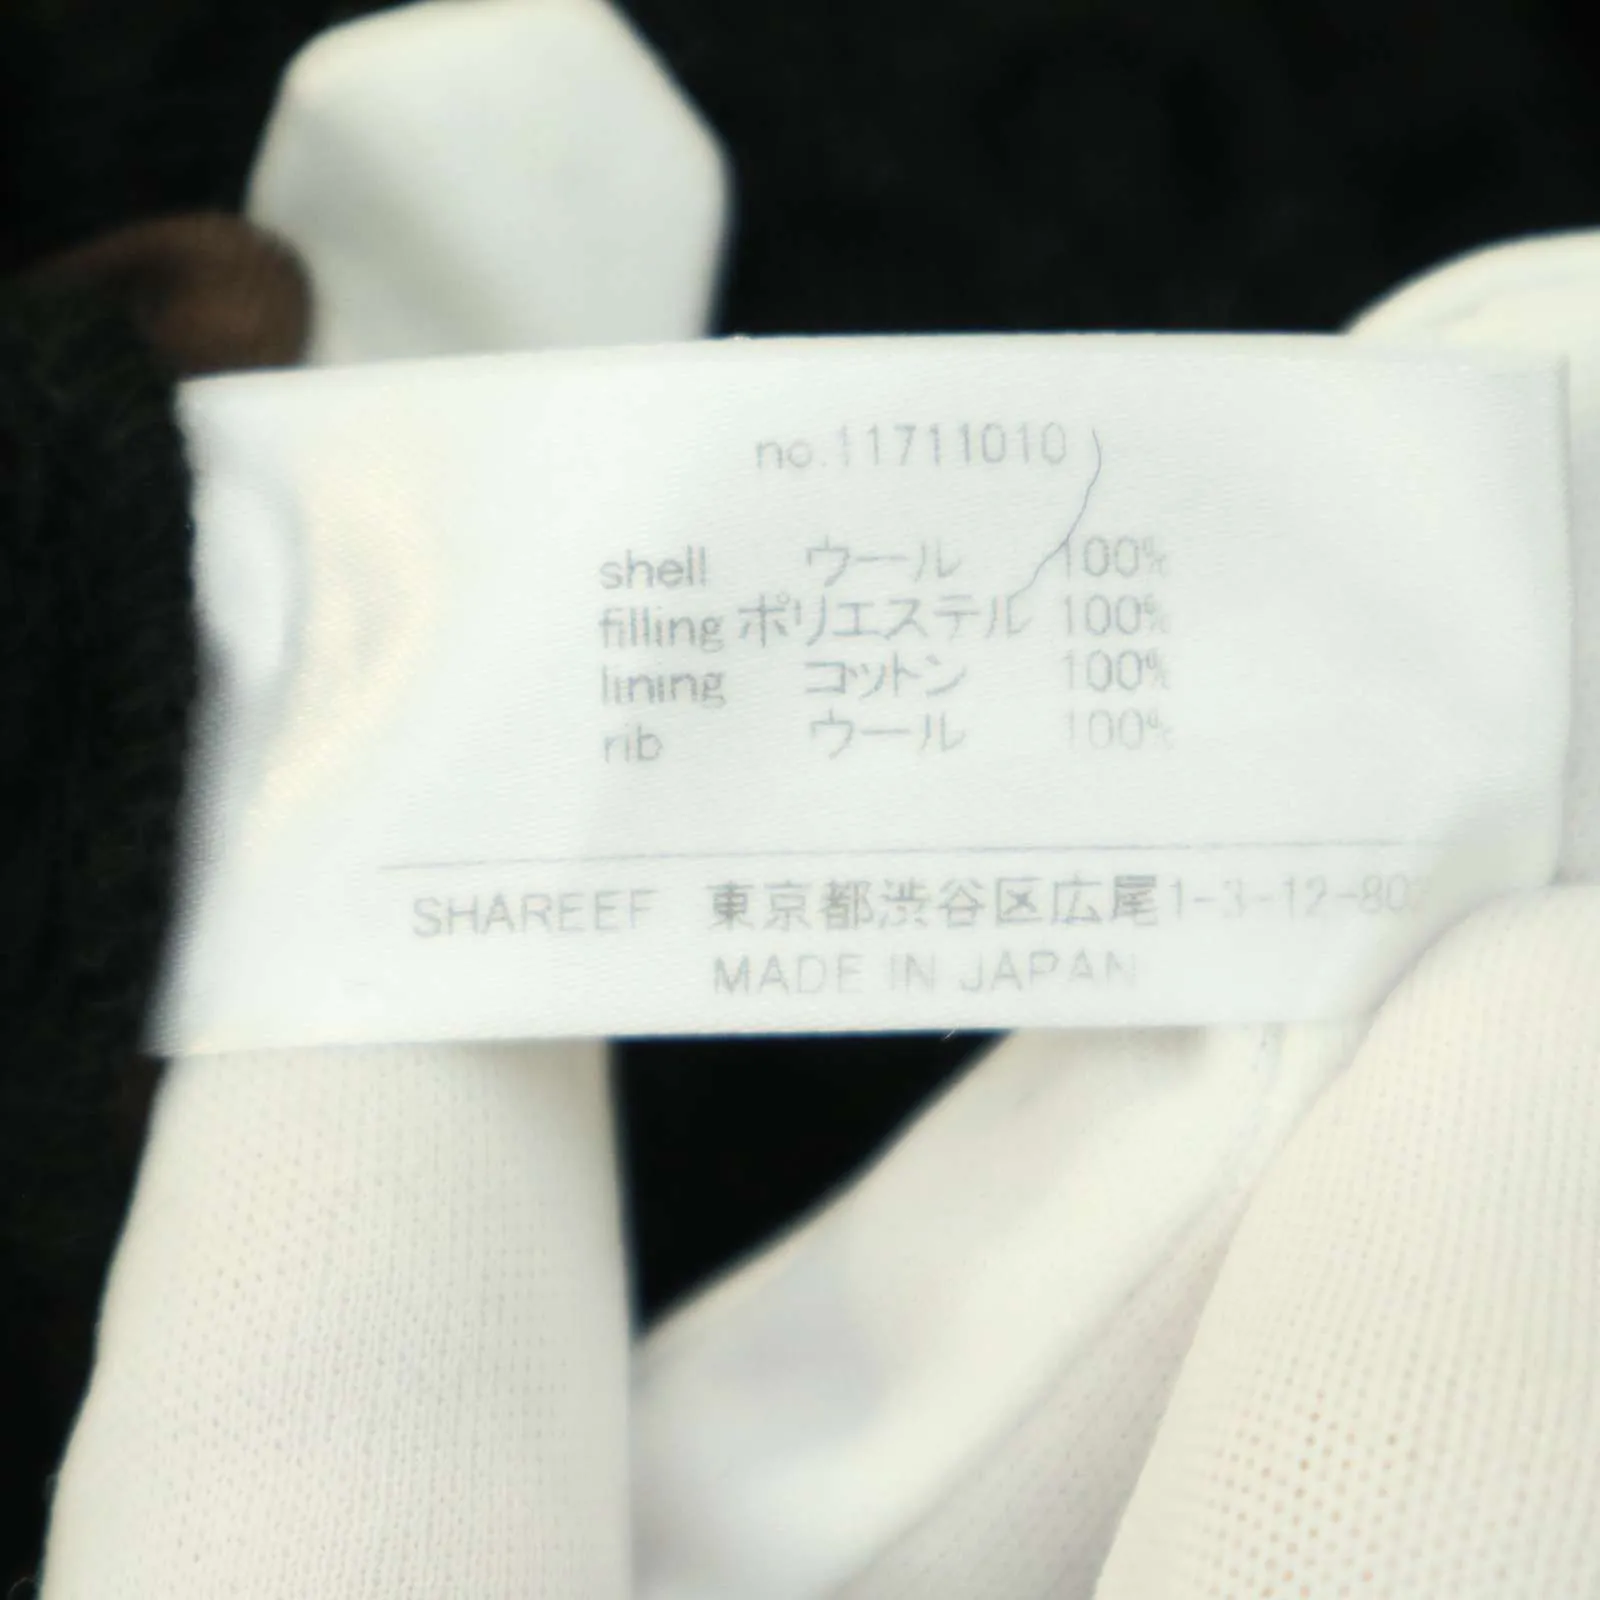 no.11711010
shell ウール 100%
filling ポリエステル 100%
lining コットン 100%
rib ウール 100%
SHAREEF 東京都渋谷区広尾1-3-12-80
MADE IN JAPAN